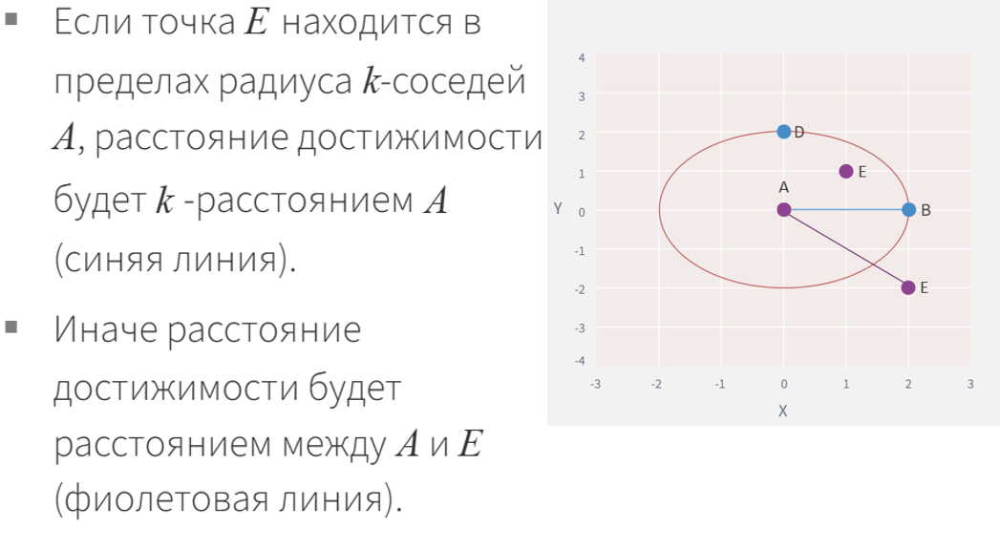 ▪ Если точка E находится в
пределах радиуса k-соседей
A, расстояние достижимости
будет k -расстоянием A
(синяя линия).
▪ Иначе расстояние
достижимости будет
расстоянием между A и E
(фиолетовая линия).
4
3
2
1
0
-1
-2
-3
-4
Y
D
E
A
B
E
-3 -2 -1 0 1 2 3
X